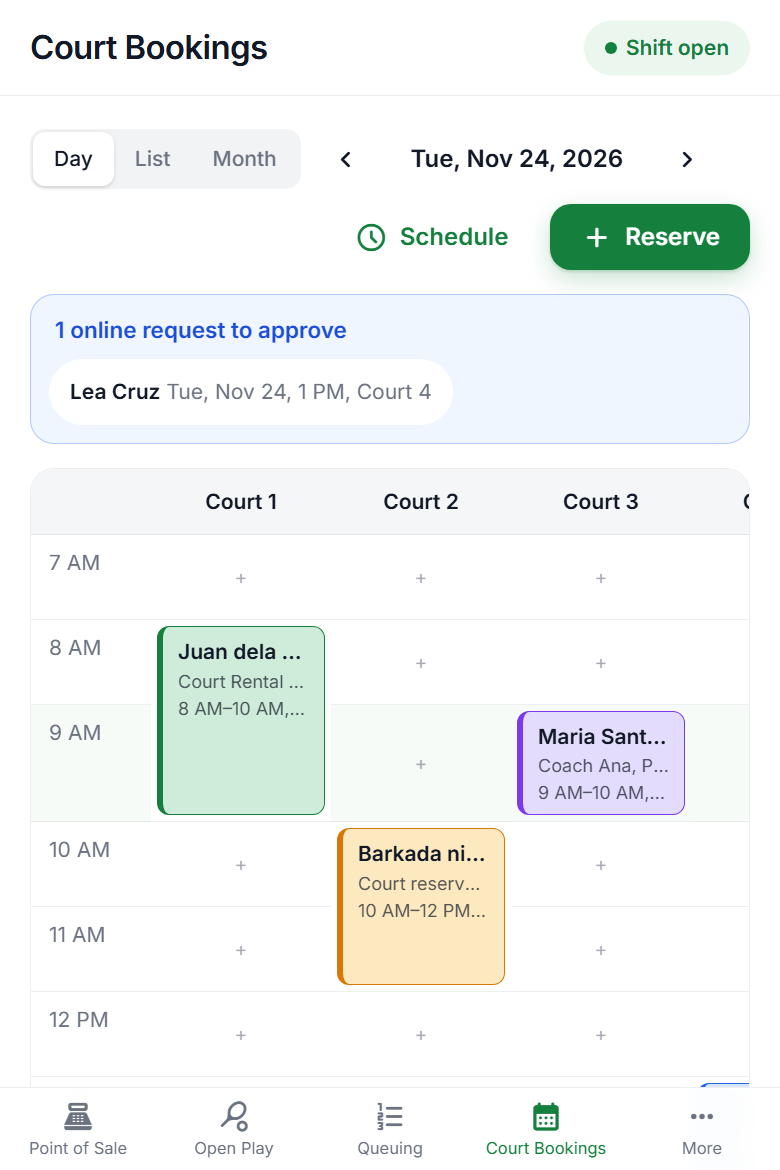 Court Bookings
Shift open
Day List Month
Tue, Nov 24, 2026
Schedule
+ Reserve
1 online request to approve
Lea Cruz Tue, Nov 24, 1 PM, Court 4
Court 1 Court 2 Court 3
7 AM + + +
8 AM
Juan dela ...
Court Rental ...
8 AM–10 AM,...
+ +
9 AM
+
Maria Sant...
Coach Ana, P...
9 AM–10 AM,...
10 AM
+
Barkada ni...
Court reserv...
10 AM–12 PM...
+
11 AM
+ +
12 PM
+ + +
Point of Sale
Open Play
Queuing
Court Bookings
More